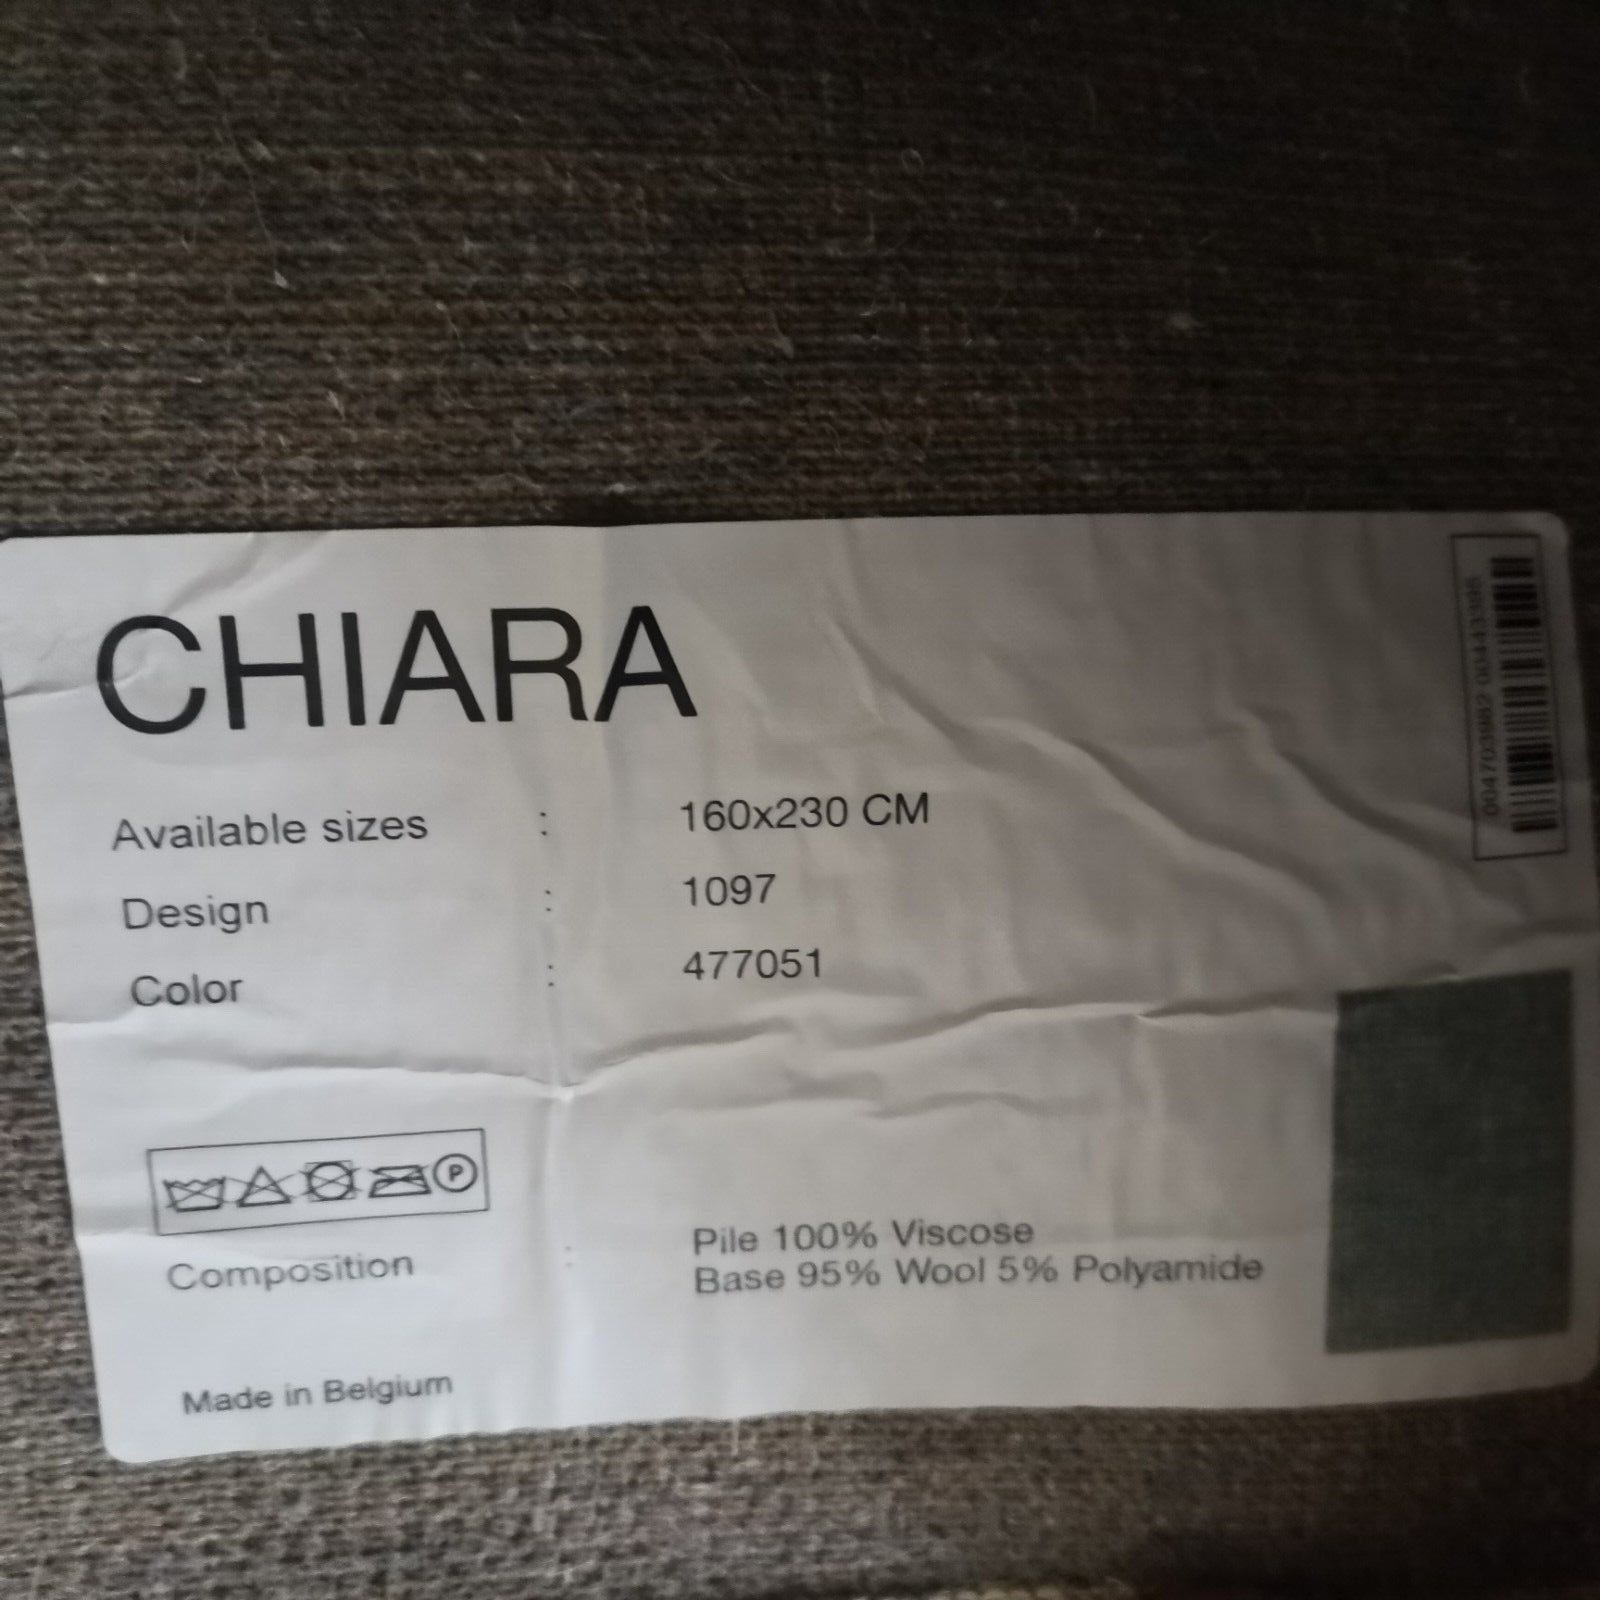 CHIARA
Available sizes : 160x230 CM
Design : 1097
Color : 477051
P
Composition : Pile 100% Viscose
Base 95% Wool 5% Polyamide
Made in Belgium